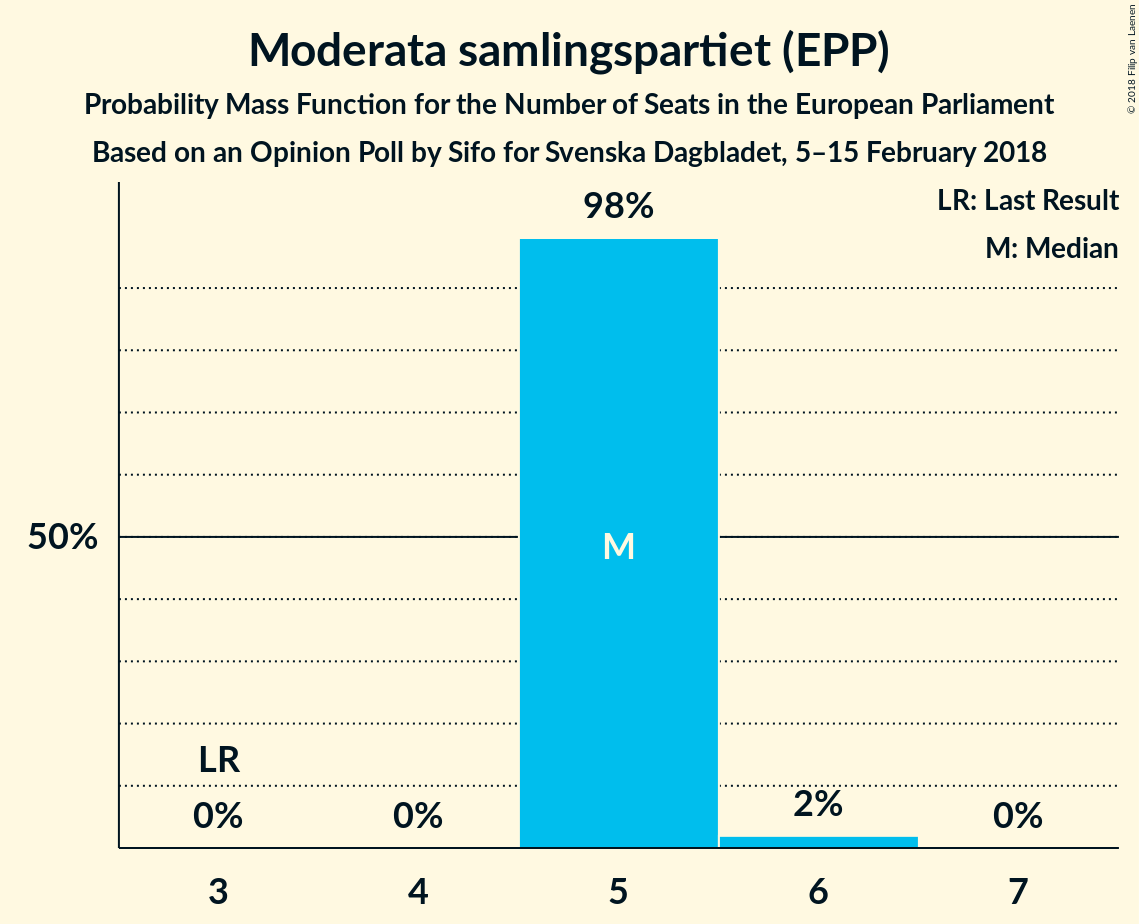 Moderata samlingspartiet (EPP)
Probability Mass Function for the Number of Seats in the European Parliament
Based on an Opinion Poll by Sifo for Svenska Dagbladet, 5–15 February 2018
© 2018 Filip van Laenen
LR: Last Result
M: Median
98%
50%
M
LR
0%
0%
2%
0%
3
4
5
6
7